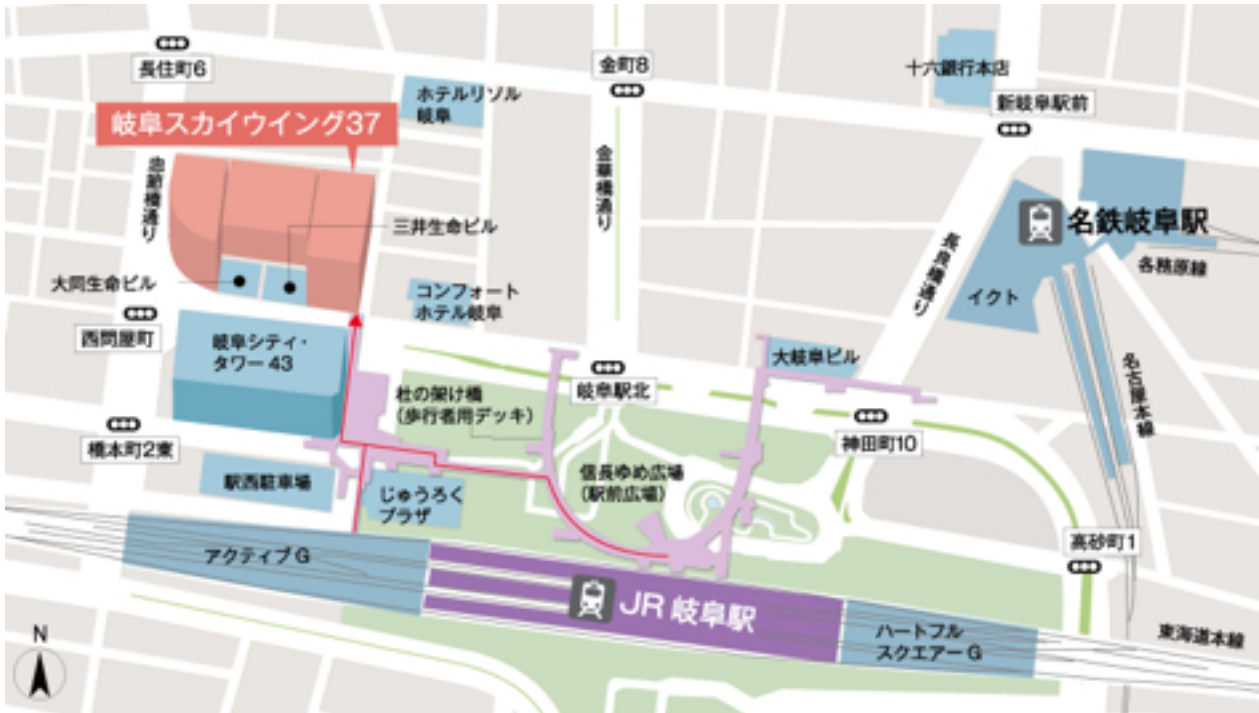 長住町6
金町8
十六銀行本店
新岐阜駅前
ホテルリソル
岐阜
岐阜スカイウイング37
忠節橋通り
金華橋通り
長良橋通り
名鉄岐阜駅
各務原線
イクト
三井生命ビル
大同生命ビル
コンフォート
ホテル岐阜
西問屋町
岐阜シティ・
タワー43
大岐阜ビル
名古屋本線
杜の架け橋
(歩行者用デッキ)
岐阜駅北
神田町10
橋本町2東
駅西駐車場
じゅうろく
プラザ
信長ゆめ広場
(駅前広場)
高砂町1
アクティブG
JR岐阜駅
ハートフル
スクエアーG
東海道本線
N